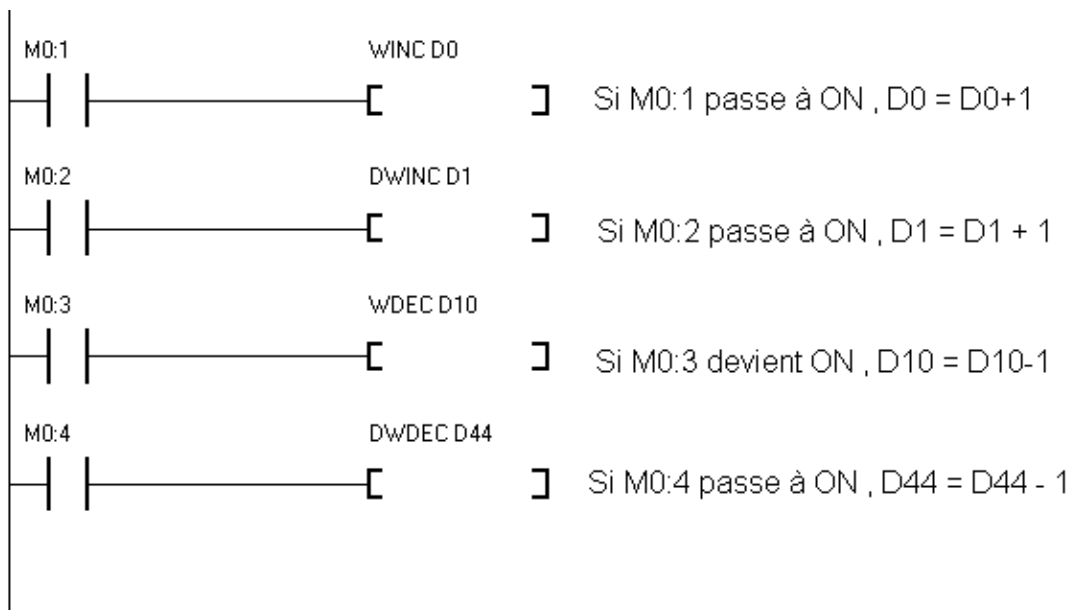 M0:1 WINC D0
Si M0:1 passe à ON , D0 = D0+1
M0:2 DWINC D1
Si M0:2 passe à ON , D1 = D1 + 1
M0:3 WDEC D10
Si M0:3 devient ON , D10 = D10-1
M0:4 DWDEC D44
Si M0:4 passe à ON , D44 = D44 - 1